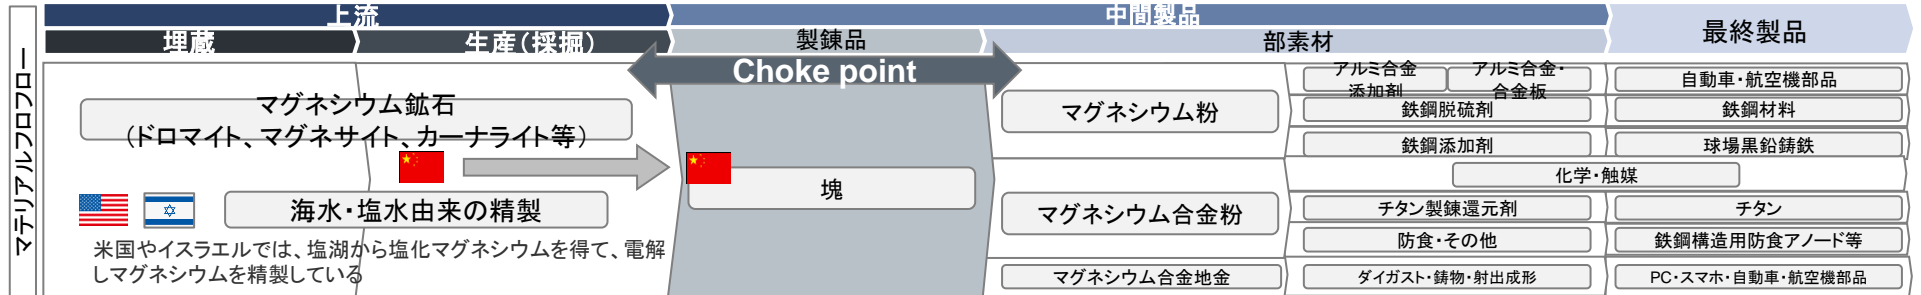 上流
中間製品
最終製品
埋蔵
生産(採掘)
製錬品
部素材
マテリアルフロフロー
Choke point
マグネシウム鉱石
(ドロマイト、マグネサイト、カーナライト等)
海水・塩水由来の精製
米国やイスラエルでは、塩湖から塩化マグネシウムを得て、電解
しマグネシウムを精製している
塊
マグネシウム粉
マグネシウム合金粉
マグネシウム合金地金
アルミ合金
添加剤
アルミ合金・
合金板
自動車・航空機部品
鉄鋼脱硫剤
鉄鋼材料
鉄鋼添加剤
球場黒鉛鋳鉄
化学・触媒
チタン製錬還元剤
チタン
防食・その他
鉄鋼構造用防食アノード等
ダイガスト・鋳物・射出成形
PC・スマホ・自動車・航空機部品